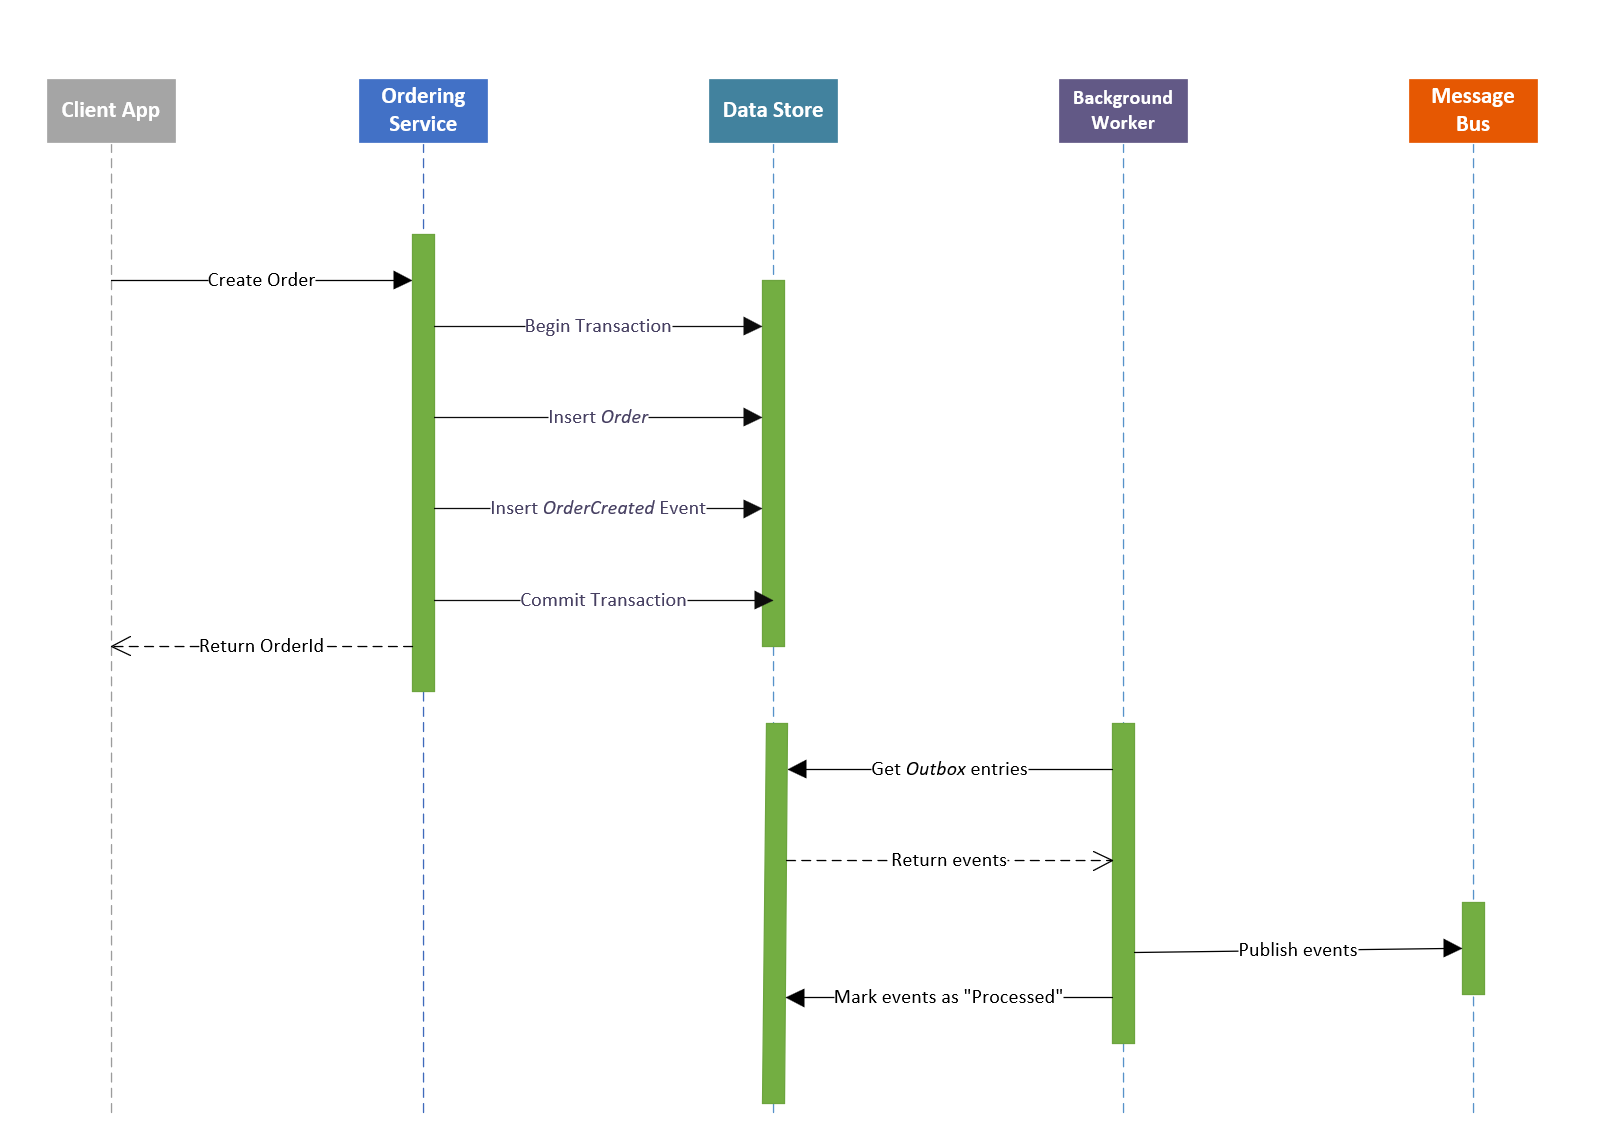 Client App
Ordering
Service
Data Store
Background
Worker
Message
Bus
Create Order
Begin Transaction
Insert Order
Insert OrderCreated Event
Commit Transaction
Return OrderId
Get Outbox entries
Return events
Publish events
Mark events as "Processed"